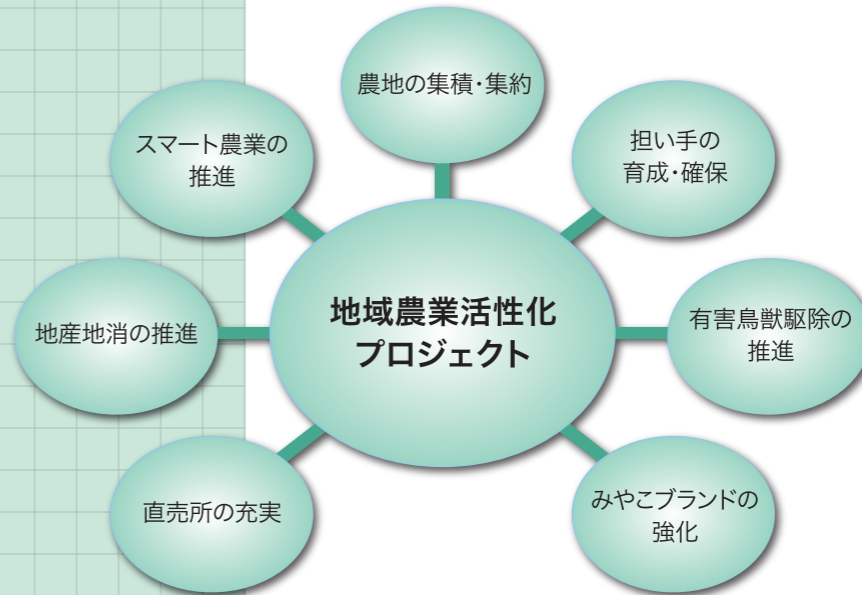 農地の集積・集約
スマート農業の
推進
担い手の
育成・確保
地域農業活性化
プロジェクト
地産地消の推進
有害鳥獣駆除の
推進
直売所の充実
みやこブランドの
強化